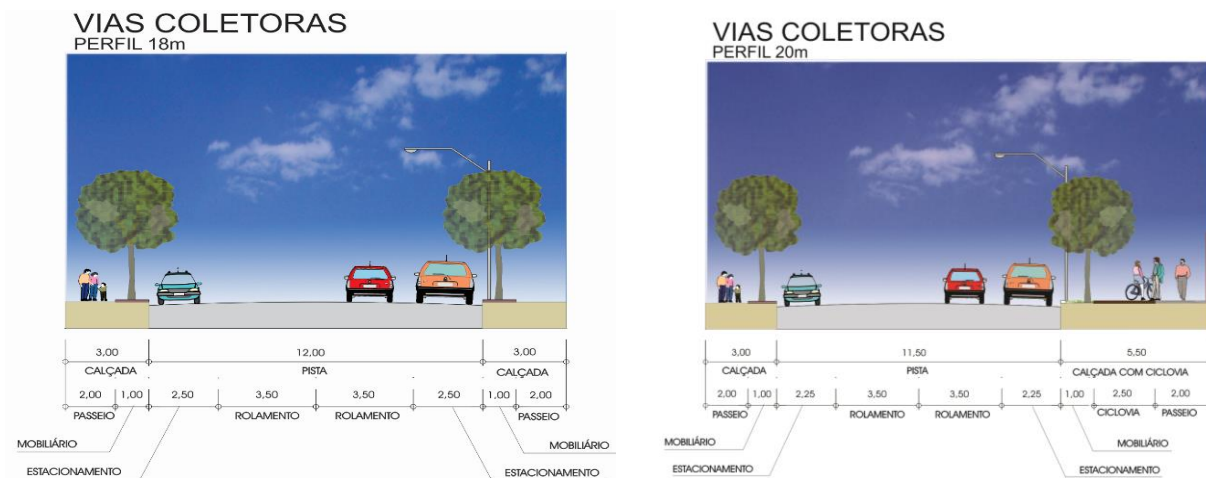 VIAS COLETORAS
PERFIL 18m
3,00 12,00 3,00
CALÇADA PISTA CALÇADA
2,00 1,00 2,50 3,50 3,50 2,50 1,00 2,00
PASSEIO ROLAMENTO ROLAMENTO PASSEIO
MOBILIÁRIO MOBILIÁRIO
ESTACIONAMENTO ESTACIONAMENTO
VIAS COLETORAS
PERFIL 20m
3,00 11,50 5,50
CALÇADA PISTA CALÇADA COM CICLOVIA
2,00 1,00 2,25 3,50 3,50 2,25 1,00 2,50 2,00
PASSEIO ROLAMENTO ROLAMENTO CICLOVIA PASSEIO
MOBILIÁRIO MOBILIÁRIO
ESTACIONAMENTO ESTACIONAMENTO